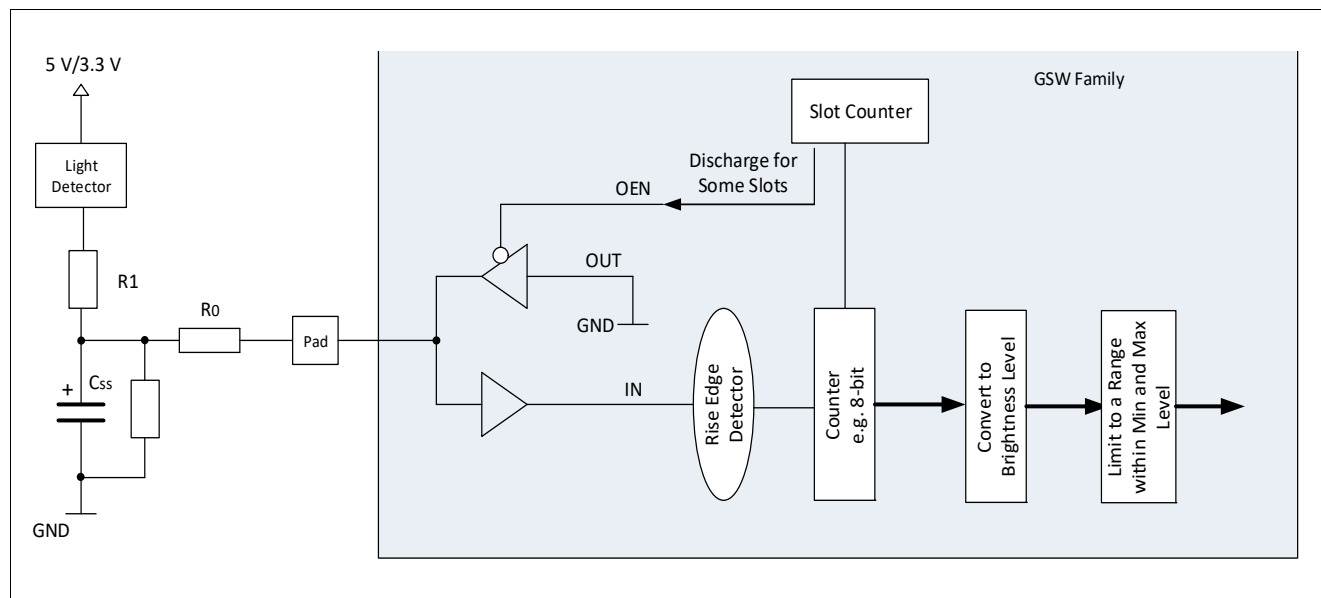 5 V/3.3 V
GSW Family
Slot Counter
Light
Detector
Discharge for
Some Slots
OEN
R1
OUT
R0
GND
Pad
+
Css
IN
Rise Edge
Detector
Counter
e.g. 8-bit
Convert to
Brightness Level
Limit to a Range
within Min and Max
Level
GND